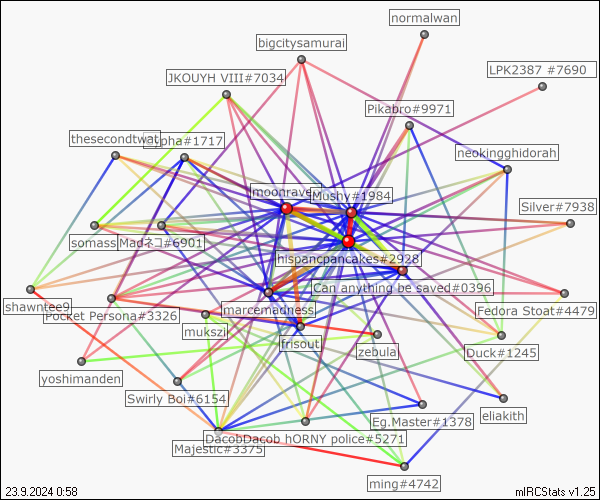 normalwan
bigcitysamurai
LPK2387 #7690
JKOUYH VIII#7034
Pikabro#9971
thesecondtwat
#1717
neokingghidorah
moonrave
Mushy#1984
Silver#7938
somass
Madネコ#6901
hispancpancakes#2928
Can anything be saved#0396
shawntee9
Pocket Persona#3326
marcemadness
Fedora Stoat#4479
mukszi
frisout
zebula
Duck#1245
yoshimanden
Swirly Boi#6154
eliakith
Eg.Master#1378
DacobDacob hORNY police#5271
Majestic#3375
ming#4742
23.9.2024 0:58
mIRCStats v1.25